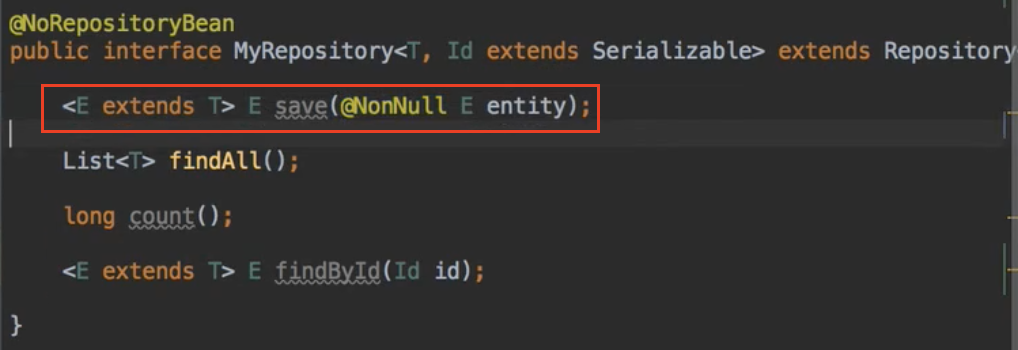 @NoRepositoryBean
public interface MyRepository<T, Id extends Serializable> extends Repository
<E extends T> E save(@NonNull E entity);
List<T> findAll();
long count();
<E extends T> E findById(Id id);
}